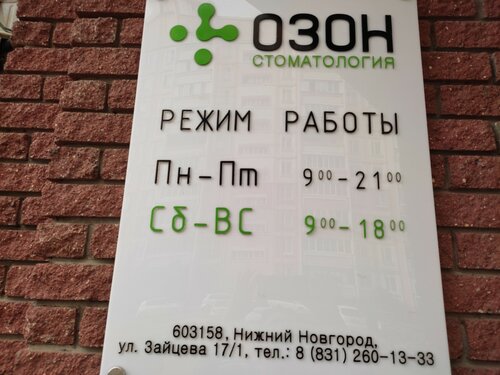 ОЗОН
СТОМАТОЛОГИЯ
РЕЖИМ РАБОТЫ
Пн-Пт 9⁰⁰-21⁰⁰
Сб-ВС 9⁰⁰-18⁰⁰
603158, Нижний Новгород,
ул. Зайцева 17/1, тел.: 8 (831) 260-13-33